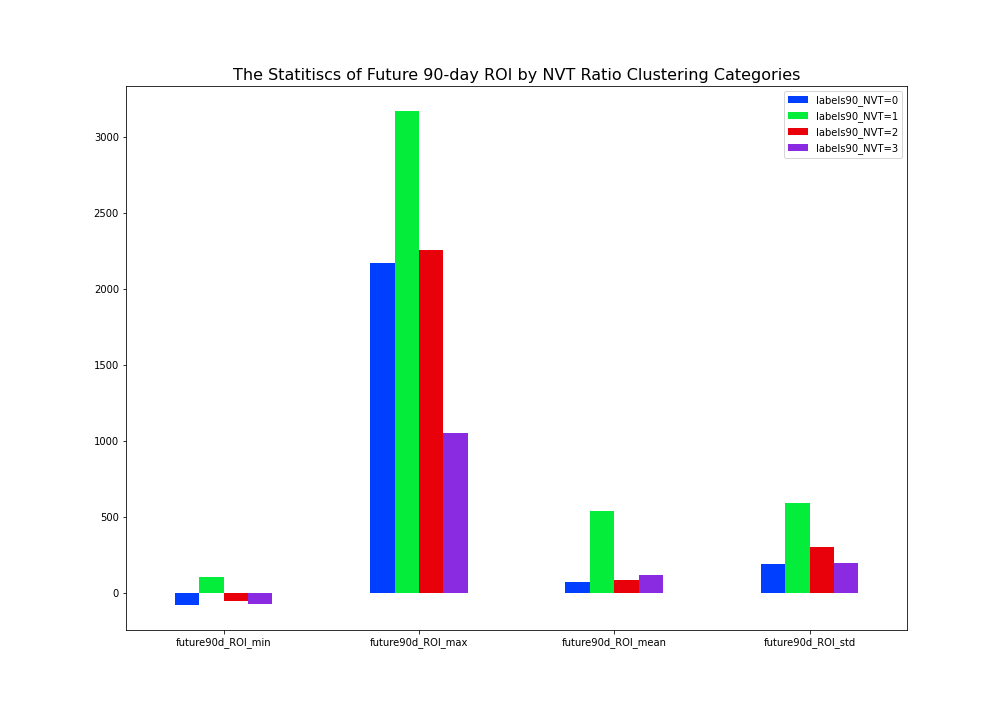 The Statitiscs of Future 90-day ROI by NVT Ratio Clustering Categories
labels90_NVT=0
labels90_NVT=1
labels90_NVT=2
labels90_NVT=3
3000
2500
2000
1500
1000
500
0
future90d_ROI_min future90d_ROI_max future90d_ROI_mean future90d_ROI_std